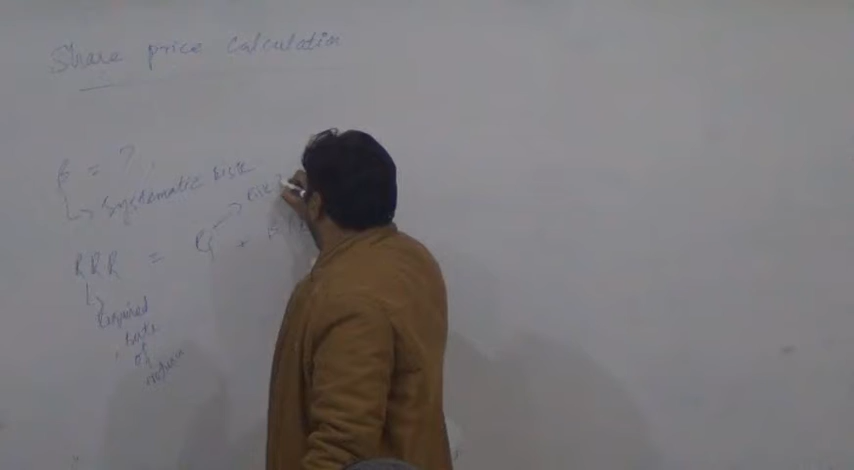 Share price calculation
β = ?
↳ Systematic Risk
RRR = Rf +
↳ Required
rate
of
return